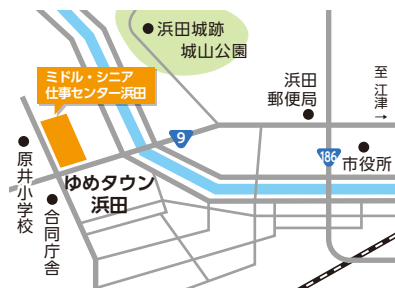 浜田城跡
城山公園
ミドル・シニア
仕事センター浜田
浜田
郵便局
至 江津→
9
186
市役所
原井小学校
ゆめタウン
浜田
合同庁舎